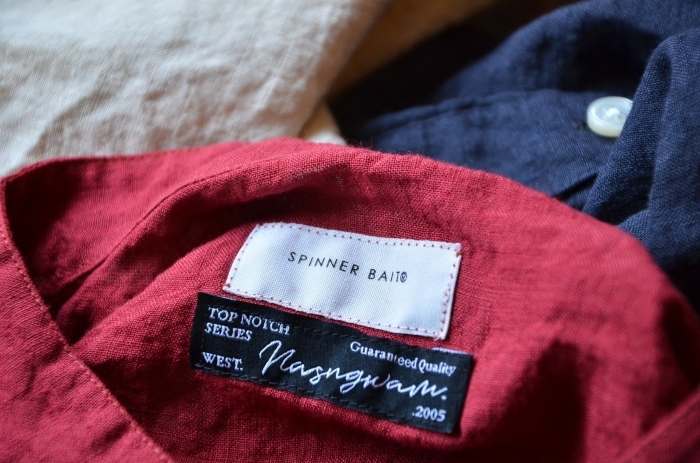 SPINNER BAIT®
TOP NOTCH
SERIES
Guaranteed Quality
WEST.
Nasngwam.
.2005